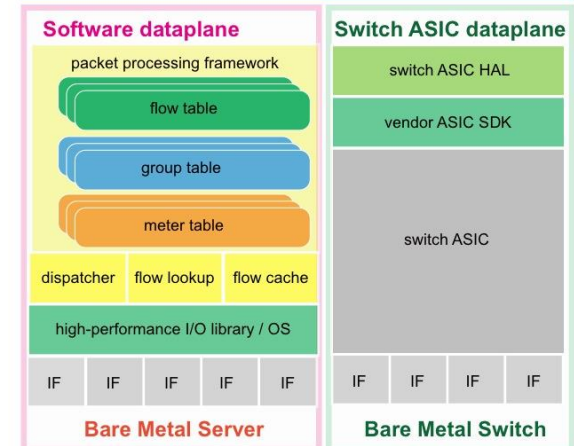 Software dataplane
packet processing framework
flow table
group table
meter table
dispatcher
flow lookup
flow cache
high-performance I/O library / OS
IF
IF
IF
IF
IF
Bare Metal Server
Switch ASIC dataplane
switch ASIC HAL
vendor ASIC SDK
switch ASIC
IF
IF
IF
IF
Bare Metal Switch